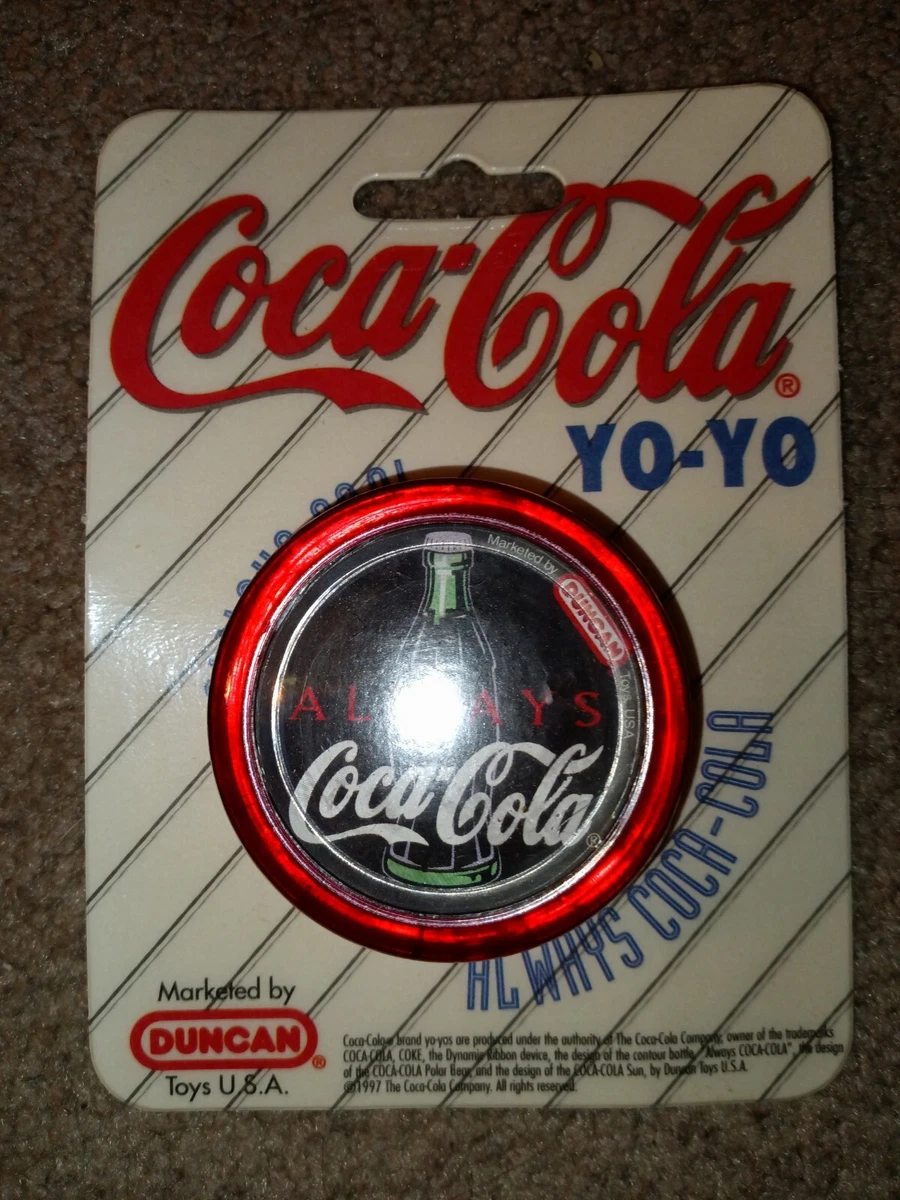 Coca-Cola®
YO-YO
COOL!
Marketed by
DUNCAN
Toys USA
ALWAYS
Coca-Cola®
ALWAYS COCA-COLA
Marketed by
DUNCAN®
Toys U.S.A.
Coca-Cola® brand yo-yos are produced under the authority of The Coca-Cola Company, owner of the trademarks
COCA-COLA, COKE, the Dynamic Ribbon device, the design of the contour bottle, "Always COCA-COLA", the design
of the COCA-COLA Polar Bear, and the design of the COCA-COLA Sun, by Duncan Toys U.S.A.
©1997 The Coca-Cola Company. All rights reserved.